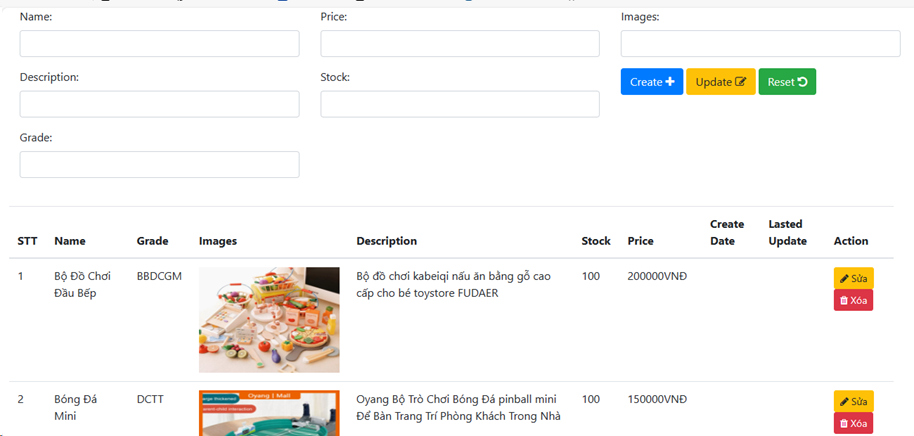 Name:
Price:
Images:
Description:
Stock:
Create
Update
Reset
Grade:
STT Name Grade Images Description Stock Price Create Date Lasted Update Action
1 Bộ Đồ Chơi Đầu Bếp BBDCGM Bộ đồ chơi kabeiqi nấu ăn bằng gỗ cao cấp cho bé toystore FUDAER 100 200000VNĐ Sửa
Xóa
2 Bóng Đá Mini DCTT Oyang 1 Mall Oyang Bộ Trò Chơi Bóng Đá pinball mini Để Bàn Trang Trí Phòng Khách Trong Nhà 100 150000VNĐ Sửa
Xóa